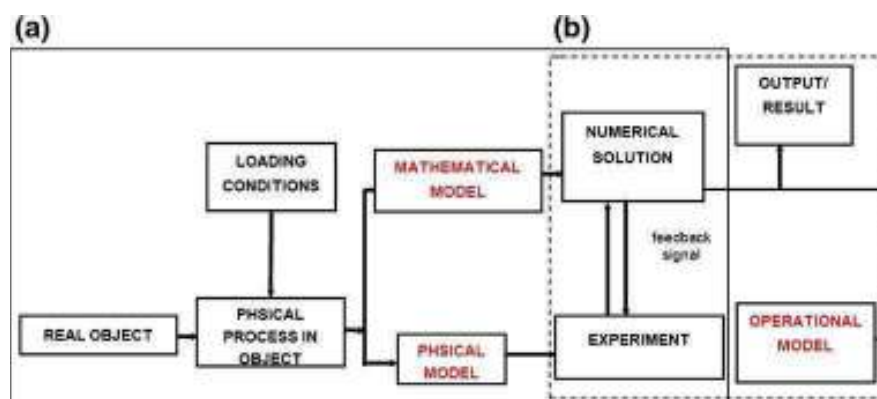 (a)
(b)
OUTPUT/
RESULT
NUMERICAL
SOLUTION
LOADING
CONDITIONS
MATHEMATICAL
MODEL
feedback
signal
REAL OBJECT
PHSICAL
PROCESS IN
OBJECT
PHSICAL
MODEL
EXPERIMENT
OPERATIONAL
MODEL